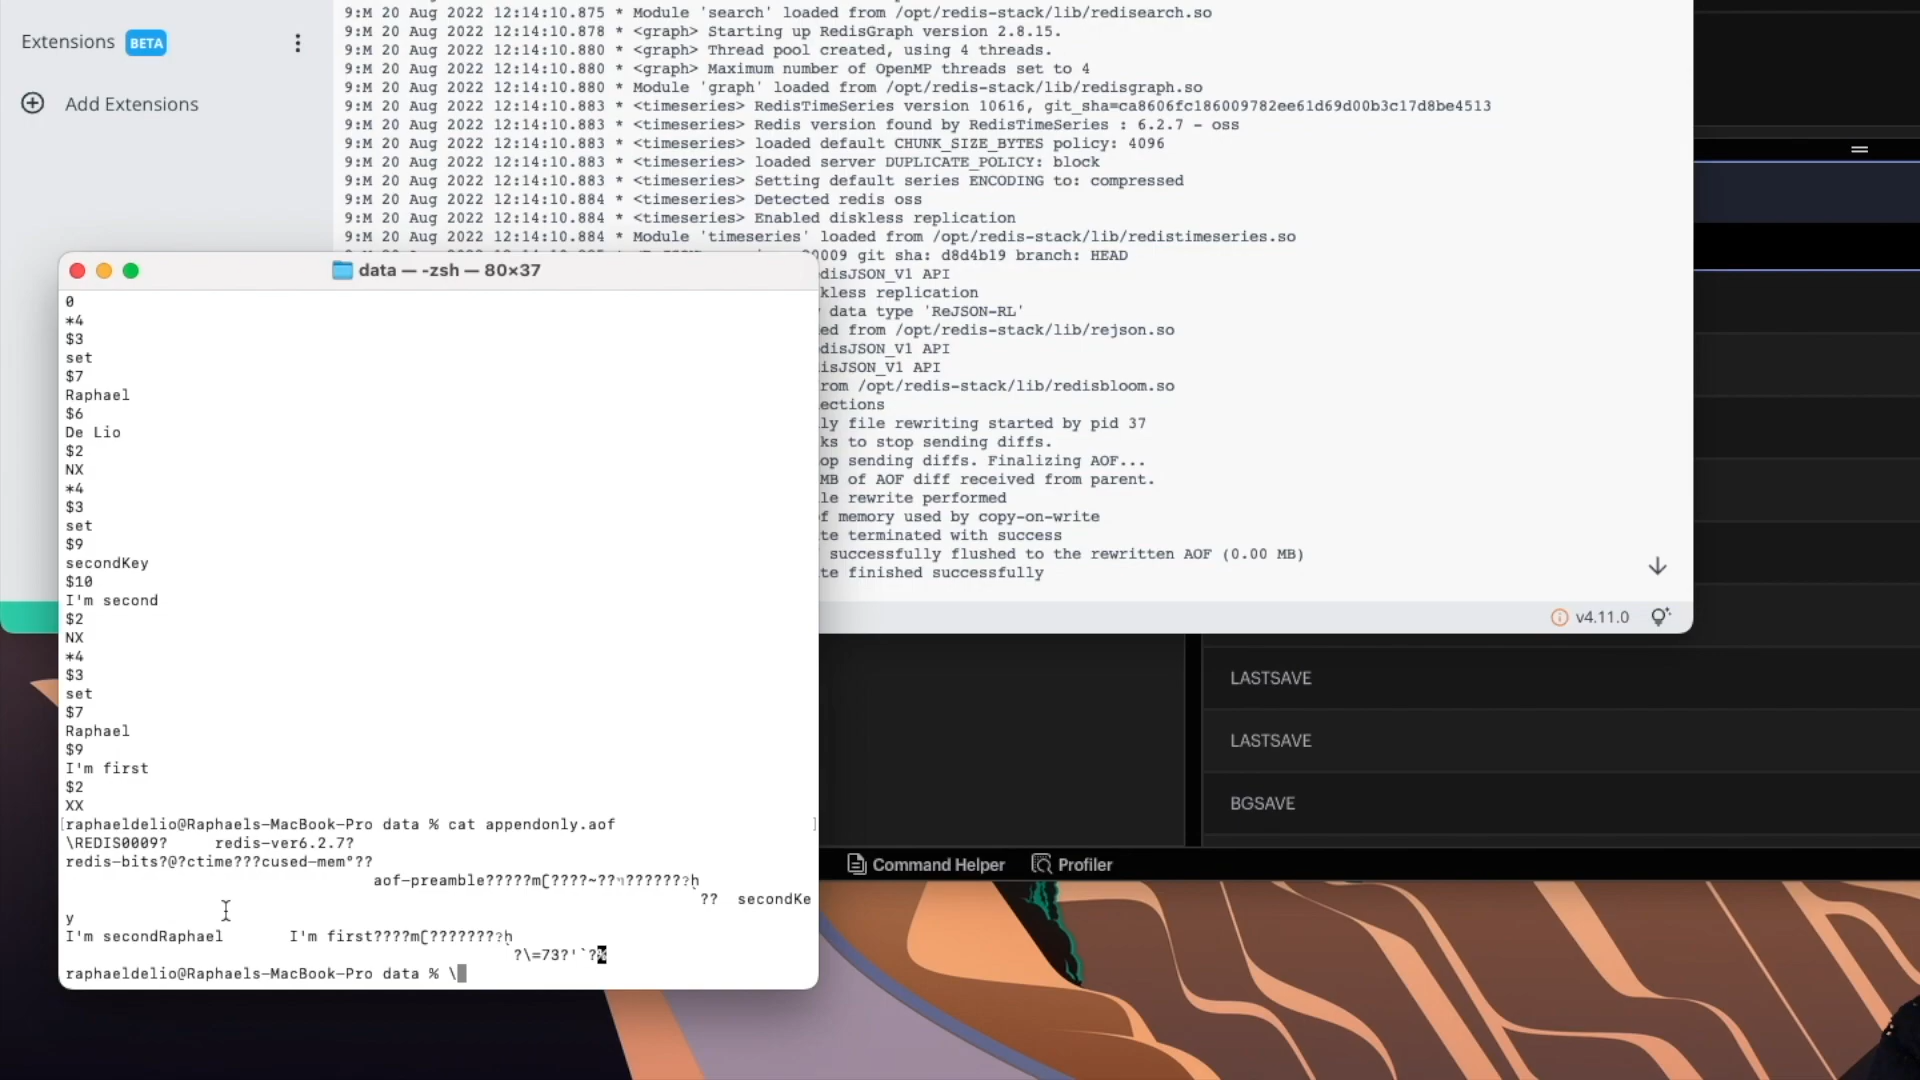 Extensions BETA
Add Extensions
9:M 20 Aug 2022 12:14:10.875 * Module 'search' loaded from /opt/redis-stack/lib/redisearch.so
9:M 20 Aug 2022 12:14:10.878 * <graph> Starting up RedisGraph version 2.8.15.
9:M 20 Aug 2022 12:14:10.880 * <graph> Thread pool created, using 4 threads.
9:M 20 Aug 2022 12:14:10.880 * <graph> Maximum number of OpenMP threads set to 4
9:M 20 Aug 2022 12:14:10.880 * Module 'graph' loaded from /opt/redis-stack/lib/redisgraph.so
9:M 20 Aug 2022 12:14:10.883 * <timeseries> RedisTimeSeries version 10616, git_sha=ca8606fc186009782ee61d69d00b3c17d8be4513
9:M 20 Aug 2022 12:14:10.883 * <timeseries> Redis version found by RedisTimeSeries : 6.2.7 - oss
9:M 20 Aug 2022 12:14:10.883 * <timeseries> loaded default CHUNK_SIZE_BYTES policy: 4096
9:M 20 Aug 2022 12:14:10.883 * <timeseries> loaded server DUPLICATE_POLICY: block
9:M 20 Aug 2022 12:14:10.883 * <timeseries> Setting default series ENCODING to: compressed
9:M 20 Aug 2022 12:14:10.884 * <timeseries> Detected redis oss
9:M 20 Aug 2022 12:14:10.884 * <timeseries> Enabled diskless replication
9:M 20 Aug 2022 12:14:10.884 * Module 'timeseries' loaded from /opt/redis-stack/lib/redistimeseries.so
0009 git sha: d8d4b19 branch: HEAD
disJSON_V1 API
kless replication
data type 'ReJSON-RL'
ed from /opt/redis-stack/lib/rejson.so
disJSON_V1 API
isJSON_V1 API
rom /opt/redis-stack/lib/redisbloom.so
ections
ly file rewriting started by pid 37
ks to stop sending diffs.
op sending diffs. Finalizing AOF...
MB of AOF diff received from parent.
le rewrite performed
f memory used by copy-on-write
te terminated with success
successfully flushed to the rewritten AOF (0.00 MB)
te finished successfully
v4.11.0
data — -zsh — 80×37
0
*4
$3
set
$7
Raphael
$6
De Lio
$2
NX
*4
$3
set
$9
secondKey
$10
I'm second
$2
NX
*4
$3
set
$7
Raphael
$9
I'm first
$2
XX
[raphaeldelio@Raphaels-MacBook-Pro data % cat appendonly.aof ]
\REDIS0009? redis-ver6.2.7?
redis-bits?@?ctime???cused-mem°??
aof-preamble?????m
?? secondKe
y
I'm secondRaphael I'm first????m
?\=73?'`?%
raphaeldelio@Raphaels-MacBook-Pro data % \
LASTSAVE
LASTSAVE
BGSAVE
Command Helper
Profiler